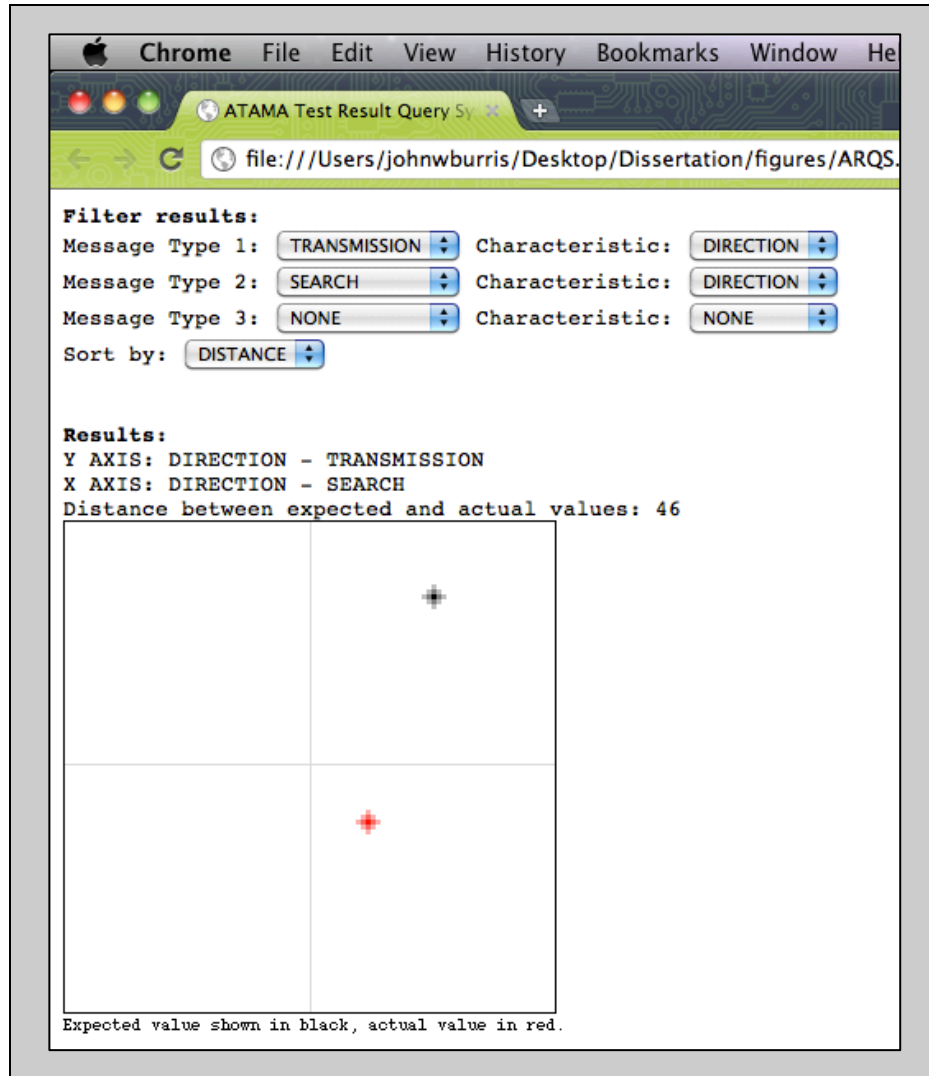 Chrome File Edit View History Bookmarks Window Hel
ATAMA Test Result Query Sy
file:///Users/johnwburris/Desktop/Dissertation/figures/ARQS.
Filter results:
Message Type 1: TRANSMISSION Characteristic: DIRECTION
Message Type 2: SEARCH Characteristic: DIRECTION
Message Type 3: NONE Characteristic: NONE
Sort by: DISTANCE
Results:
Y AXIS: DIRECTION - TRANSMISSION
X AXIS: DIRECTION - SEARCH
Distance between expected and actual values: 46
Expected value shown in black, actual value in red.